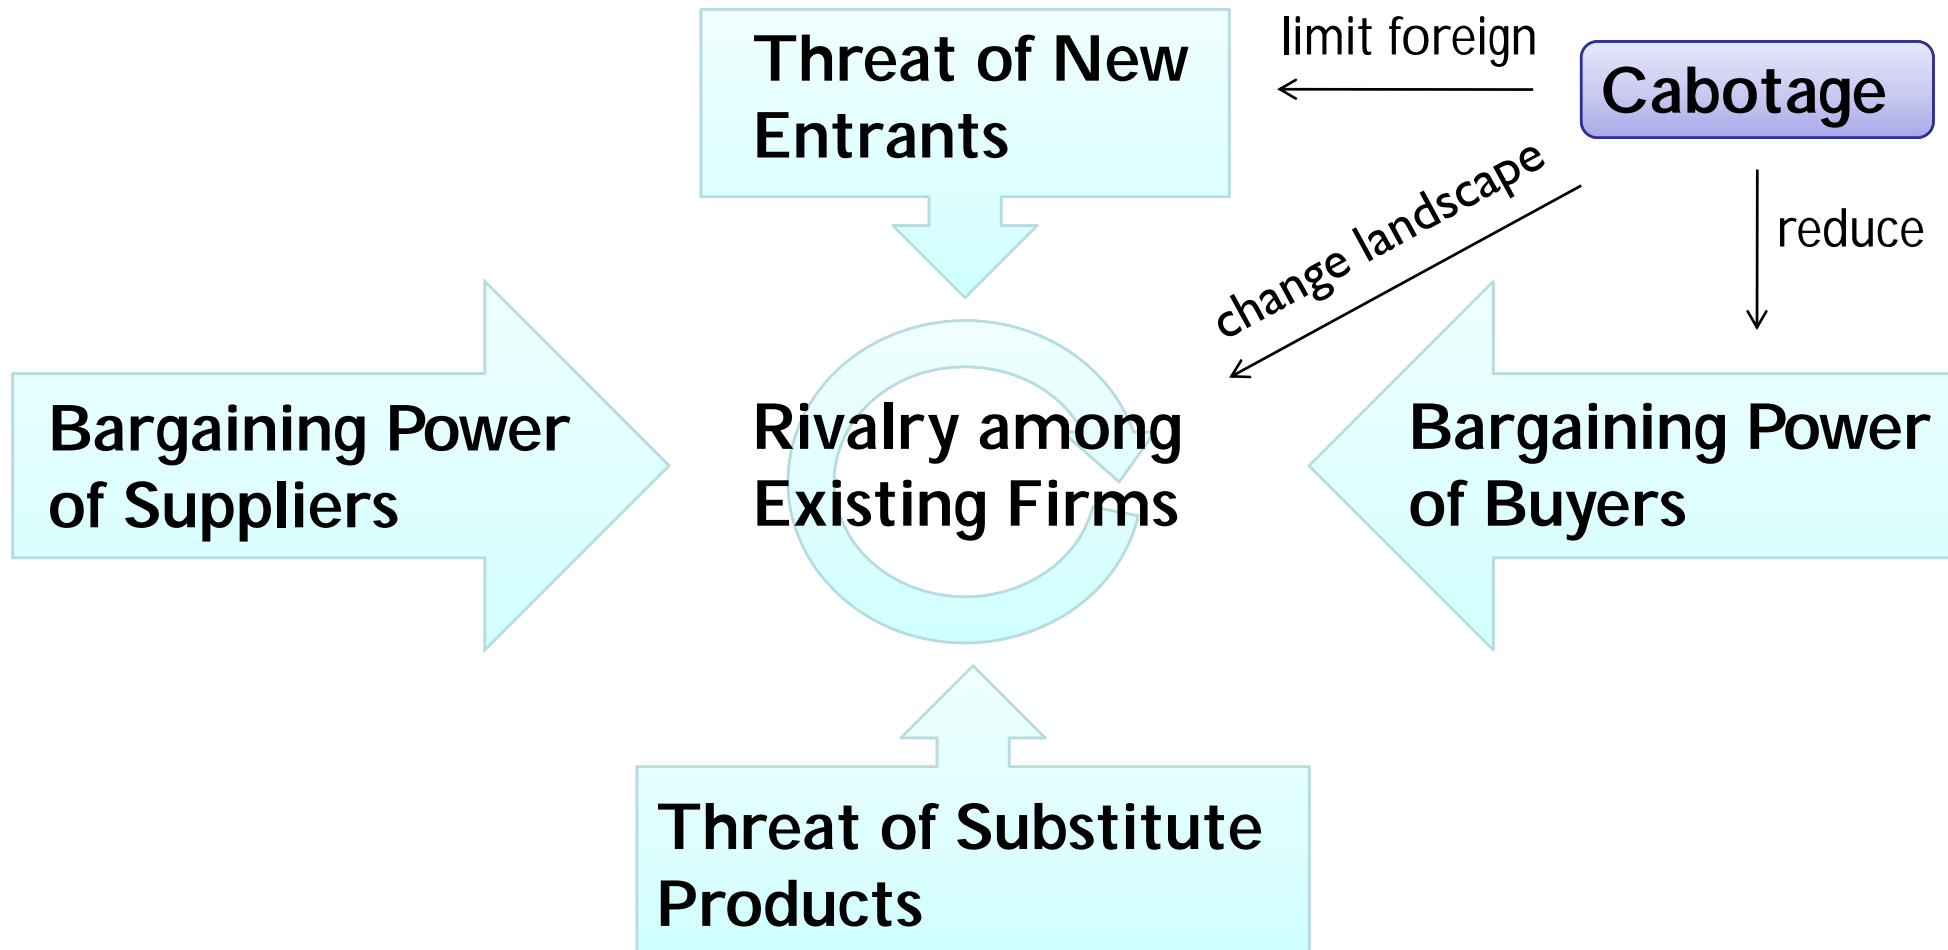 Threat of New
Entrants
limit foreign
Cabotage
change landscape
reduce
Bargaining Power
of Suppliers
Rivalry among
Existing Firms
Bargaining Power
of Buyers
Threat of Substitute
Products